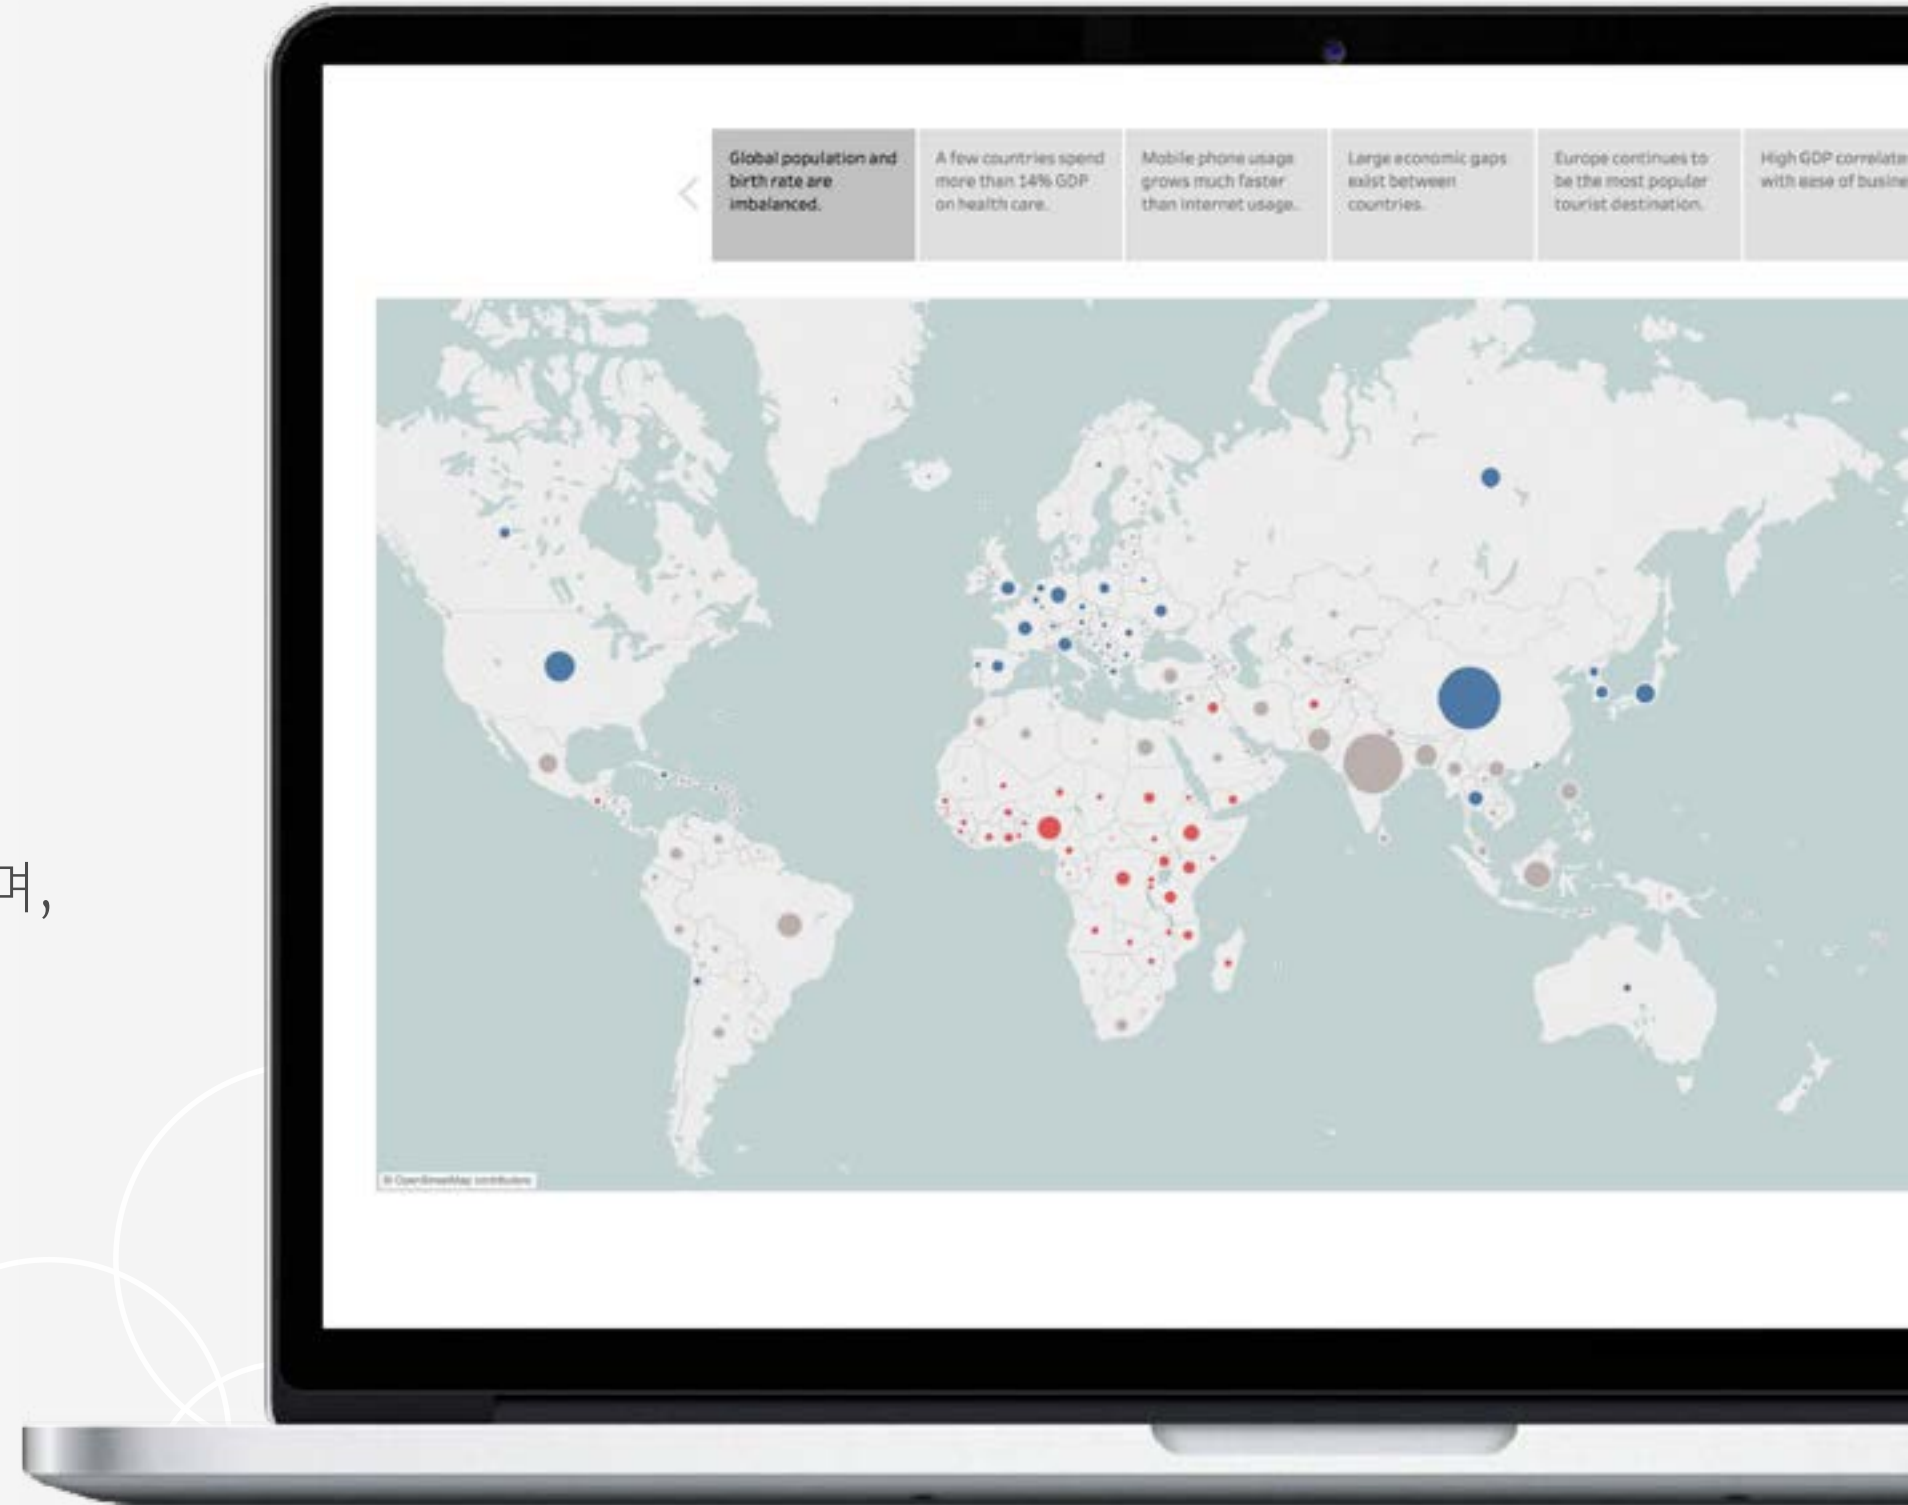 Global population and
birth rate are
imbalanced.
A few countries spend
more than 14% GDP
on health care.
Mobile phone usage
grows much faster
than internet usage.
Large economic gaps
exist between
countries.
Europe continues to
be the most popular
tourist destination.
High GDP correlate
with ease of busine
며,
© OpenStreetMap contributors